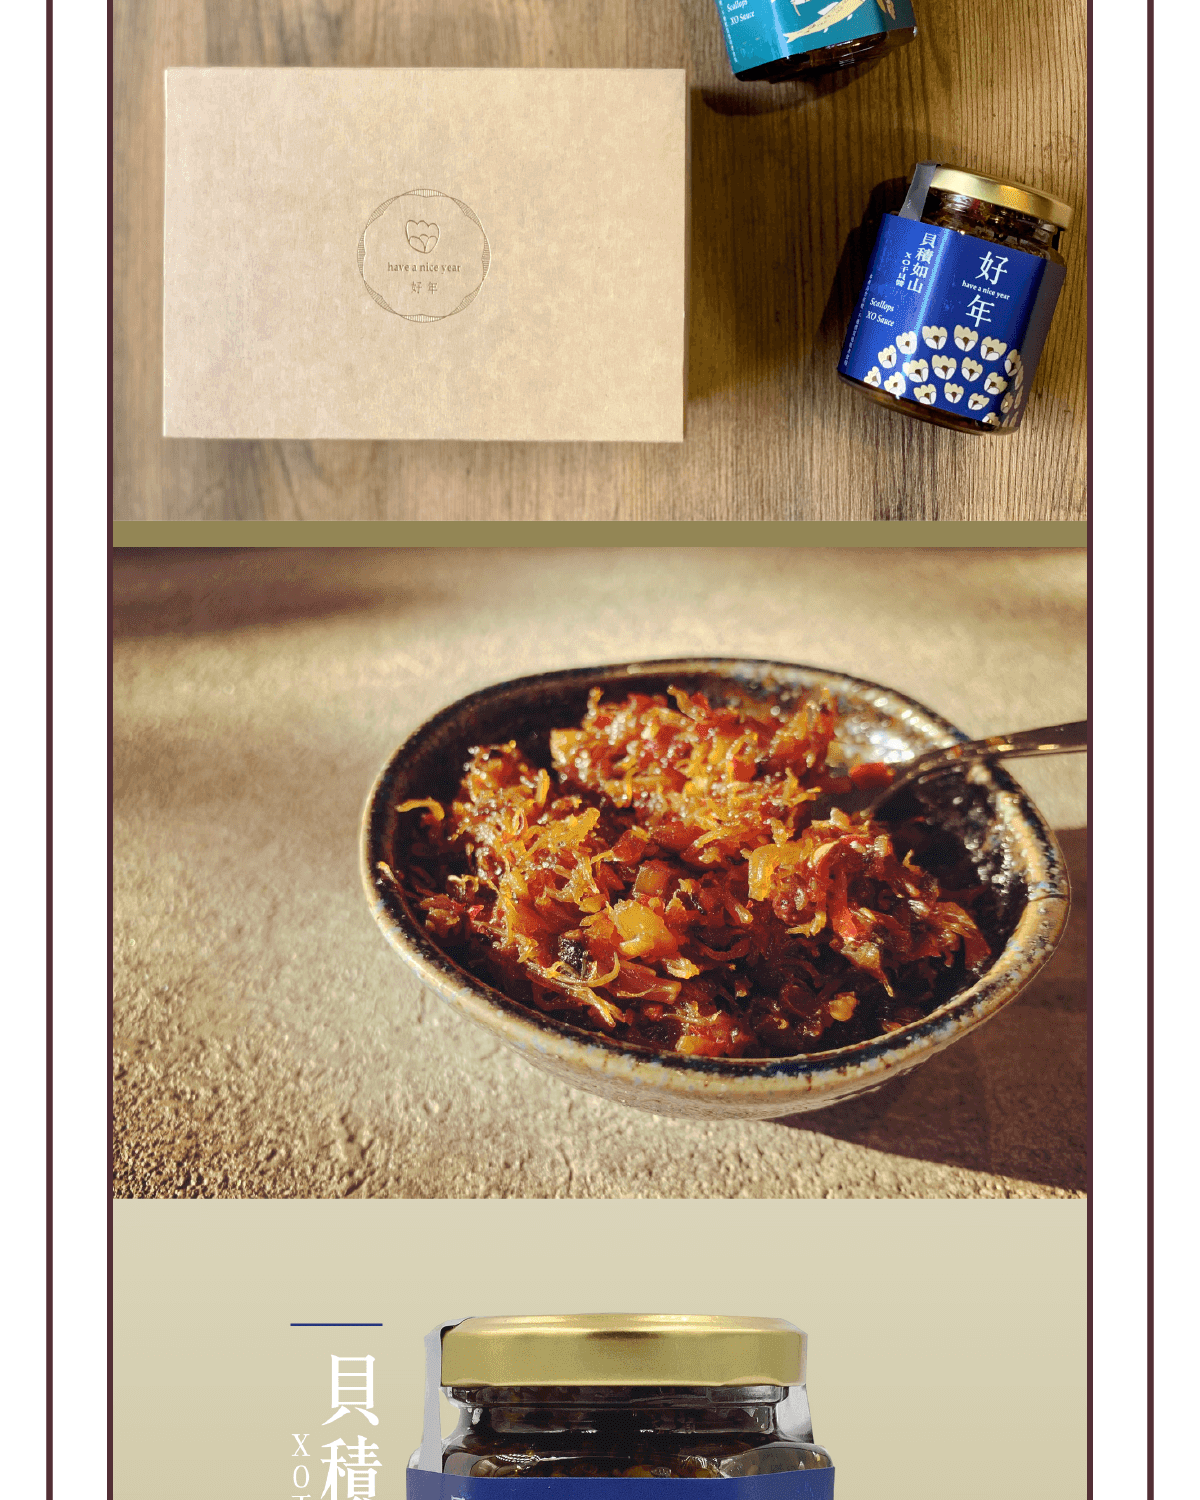 Scallops
XO Sauce
have a nice year
好年
好年
have a nice year
貝積如山
XO干貝醬
Scallops
XO Sauce
貝積
XO